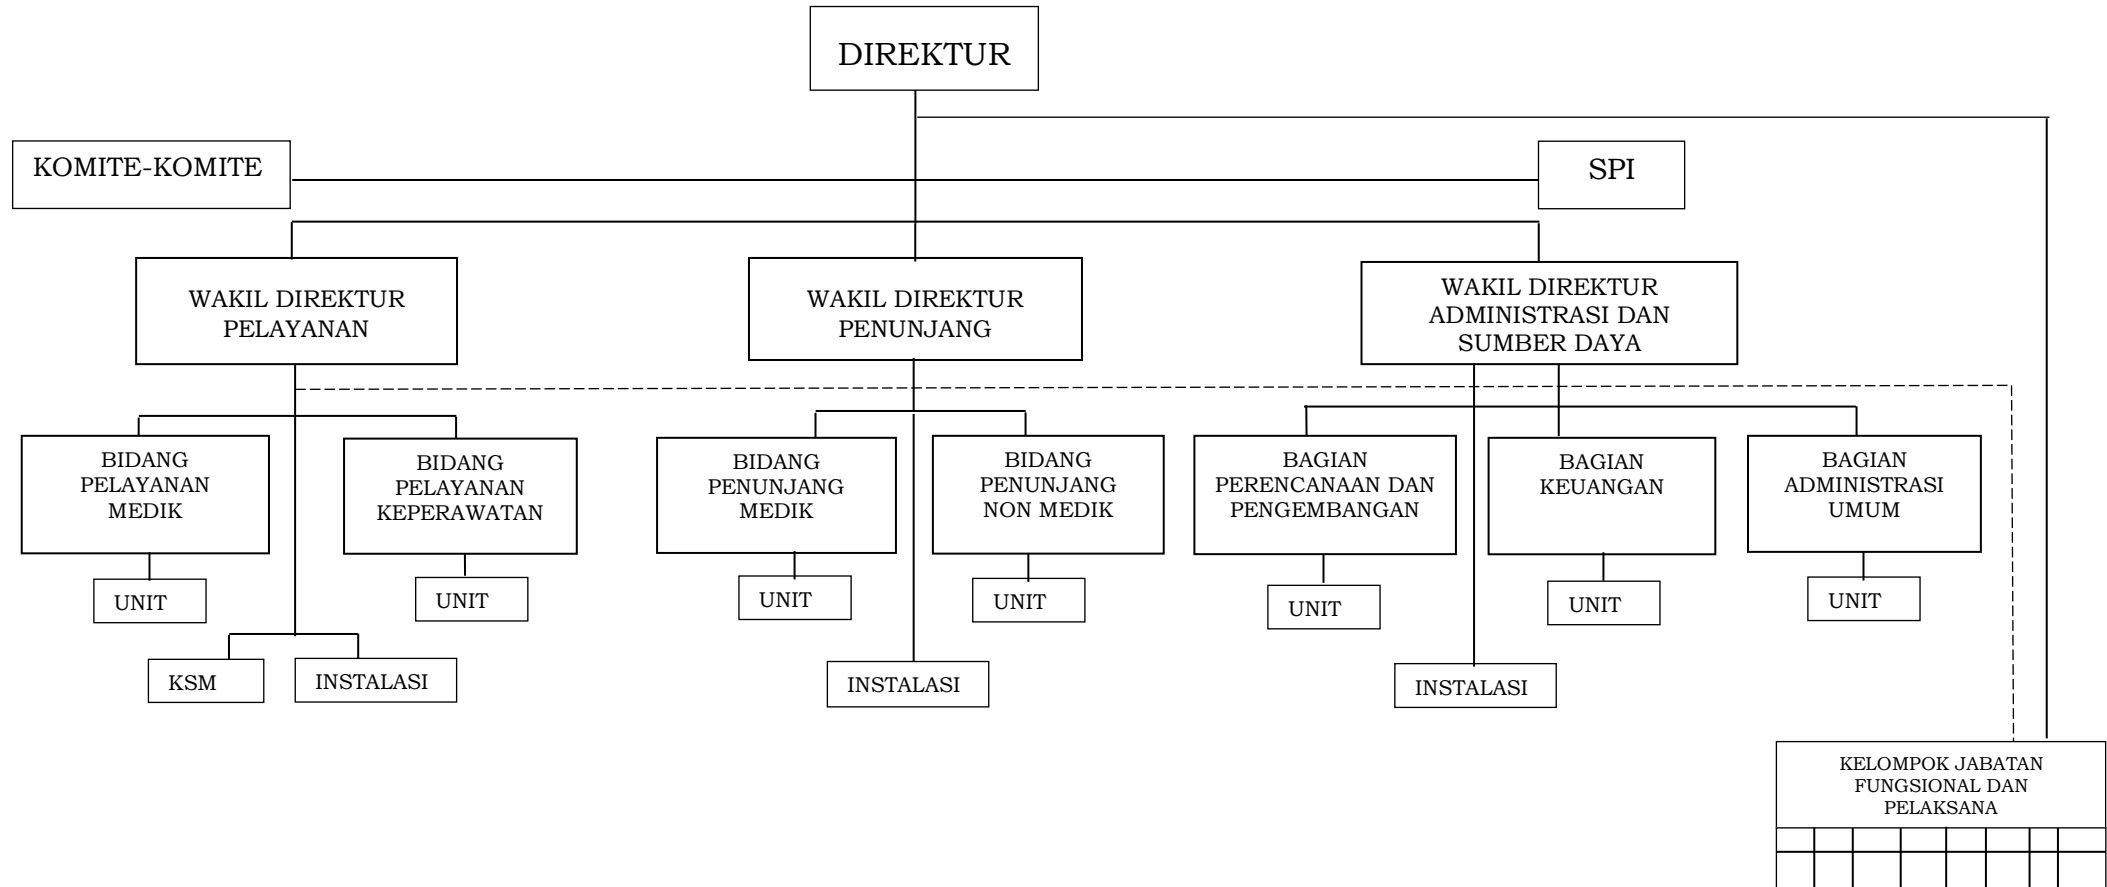 DIREKTUR
KOMITE-KOMITE
SPI
WAKIL DIREKTUR
PELAYANAN
WAKIL DIREKTUR
PENUNJANG
WAKIL DIREKTUR
ADMINISTRASI DAN
SUMBER DAYA
BIDANG
PELAYANAN
MEDIK
BIDANG
PELAYANAN
KEPERAWATAN
BIDANG
PENUNJANG
MEDIK
BIDANG
PENUNJANG
NON MEDIK
BAGIAN
PERENCANAAN DAN
PENGEMBANGAN
BAGIAN
KEUANGAN
BAGIAN
ADMINISTRASI
UMUM
UNIT
UNIT
UNIT
UNIT
UNIT
UNIT
UNIT
KSM
INSTALASI
INSTALASI
INSTALASI
KELOMPOK JABATAN
FUNGSIONAL DAN
PELAKSANA